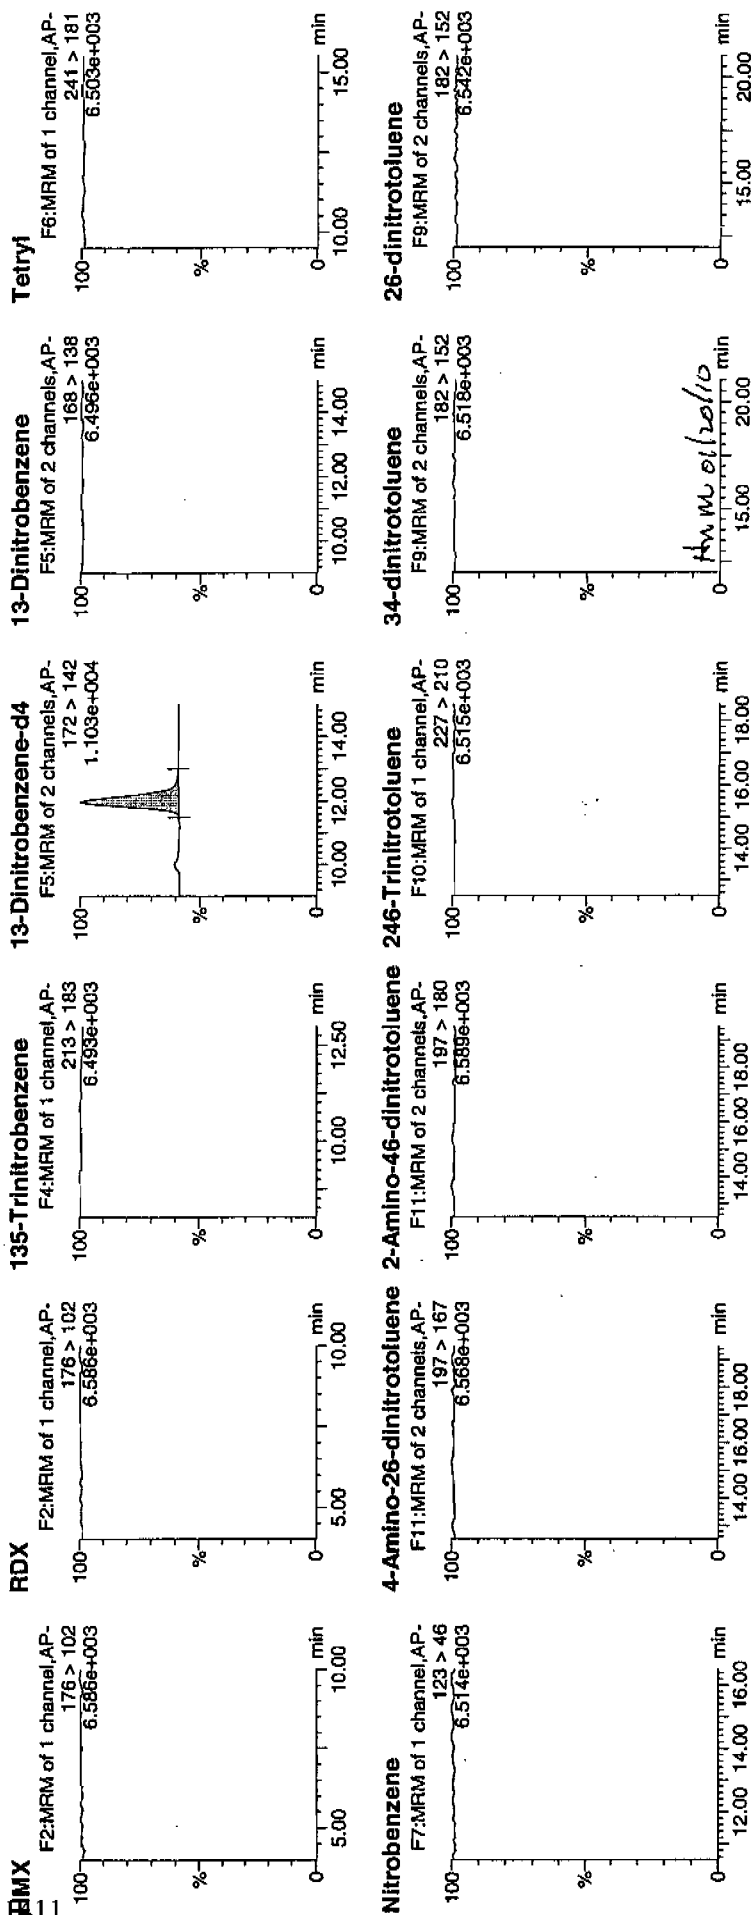 HMX
F2:MRM of 1 channel,AP-
176 > 102
6.586e+003
100
%
0
5.00
10.00
min
RDX
F2:MRM of 1 channel,AP-
176 > 102
6.586e+003
100
%
0
5.00
10.00
min
135-Trinitrobenzene
F4:MRM of 1 channel,AP-
213 > 183
6.493e+003
100
%
0
10.00
12.50
min
13-Dinitrobenzene-d4
F5:MRM of 2 channels,AP-
172 > 142
1.103e+004
100
%
0
10.00
12.00
14.00
min
13-Dinitrobenzene
F5:MRM of 2 channels,AP-
168 > 138
6.496e+003
100
%
0
10.00
12.00
14.00
min
Tetryl
F6:MRM of 1 channel,AP-
241 > 181
6.503e+003
100
%
0
10.00
15.00
min
Nitrobenzene
F7:MRM of 1 channel,AP-
123 > 46
6.514e+003
100
%
0
12.00
14.00
16.00
min
4-Amino-26-dinitrotoluene
F11:MRM of 2 channels,AP-
197 > 167
6.568e+003
100
%
0
14.00
16.00
18.00
min
2-Amino-46-dinitrotoluene
F11:MRM of 2 channels,AP-
197 > 180
6.589e+003
100
%
0
14.00
16.00
18.00
min
246-Trinitrotoluene
F10:MRM of 1 channel,AP-
227 > 210
6.515e+003
100
%
0
14.00
16.00
18.00
min
34-dinitrotoluene
F9:MRM of 2 channels,AP-
182 > 152
6.518e+003
100
%
0
15.00
20.00
min
01/20/10
26-dinitrotoluene
F9:MRM of 2 channels,AP-
182 > 152
6.542e+003
100
%
0
15.00
20.00
min